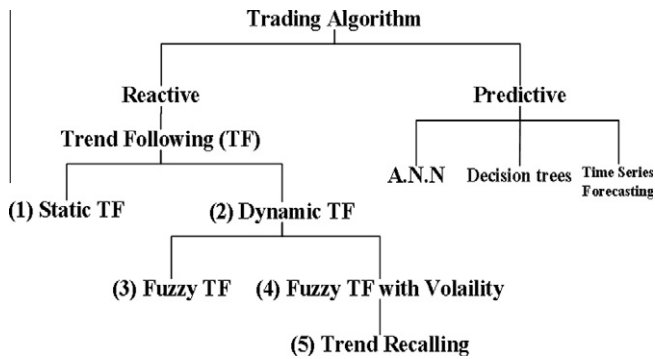 Trading Algorithm
Reactive
Predictive
Trend Following (TF)
A.N.N
Decision trees
Time Series
Forecasting
(1) Static TF
(2) Dynamic TF
(3) Fuzzy TF
(4) Fuzzy TF with Volaility
(5) Trend Recalling